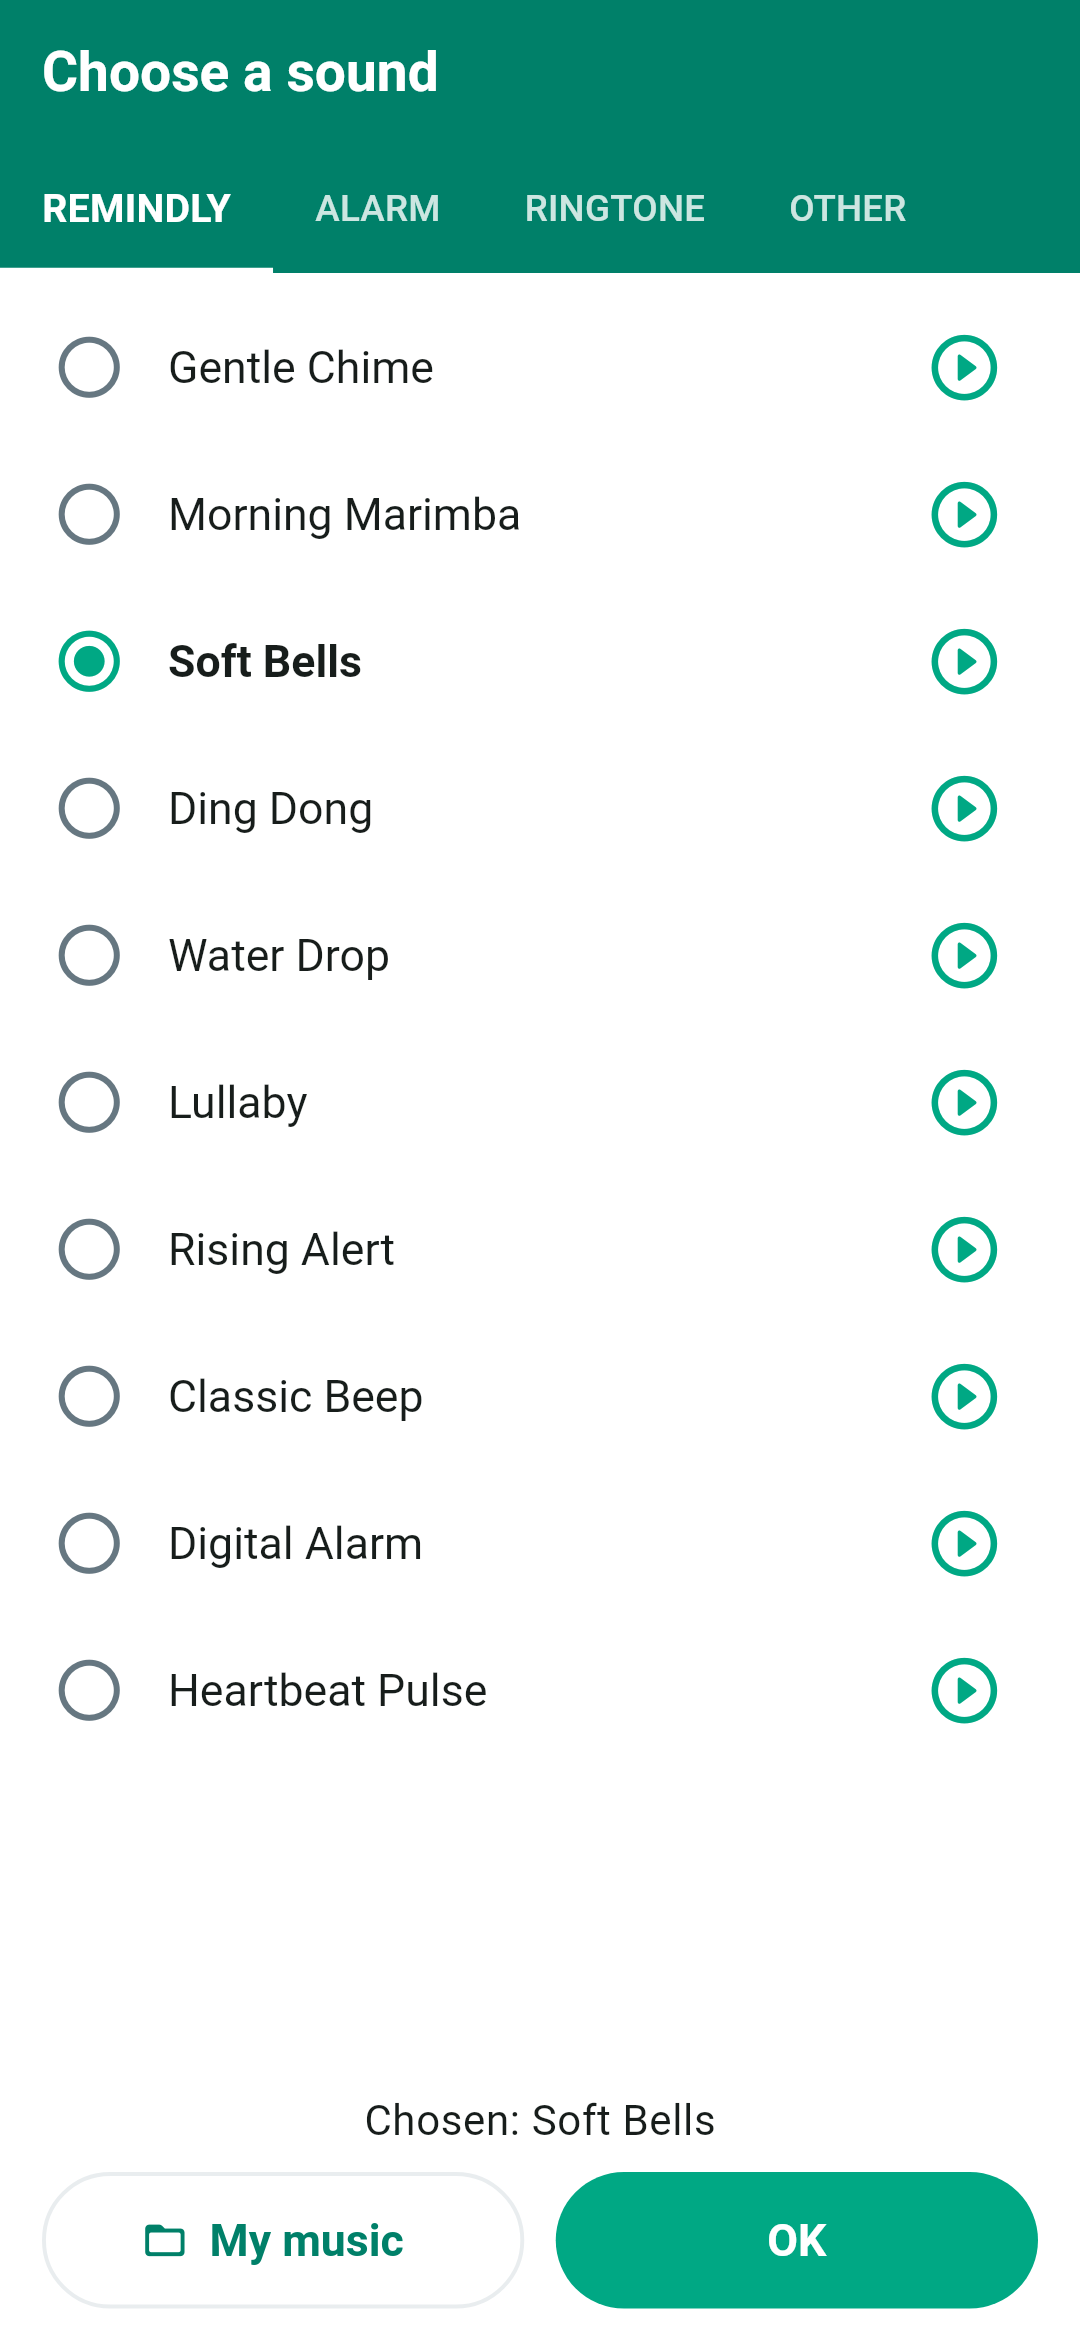 Choose a sound
REMINDLY ALARM RINGTONE OTHER
Gentle Chime
Morning Marimba
Soft Bells
Ding Dong
Water Drop
Lullaby
Rising Alert
Classic Beep
Digital Alarm
Heartbeat Pulse
Chosen: Soft Bells
My music OK